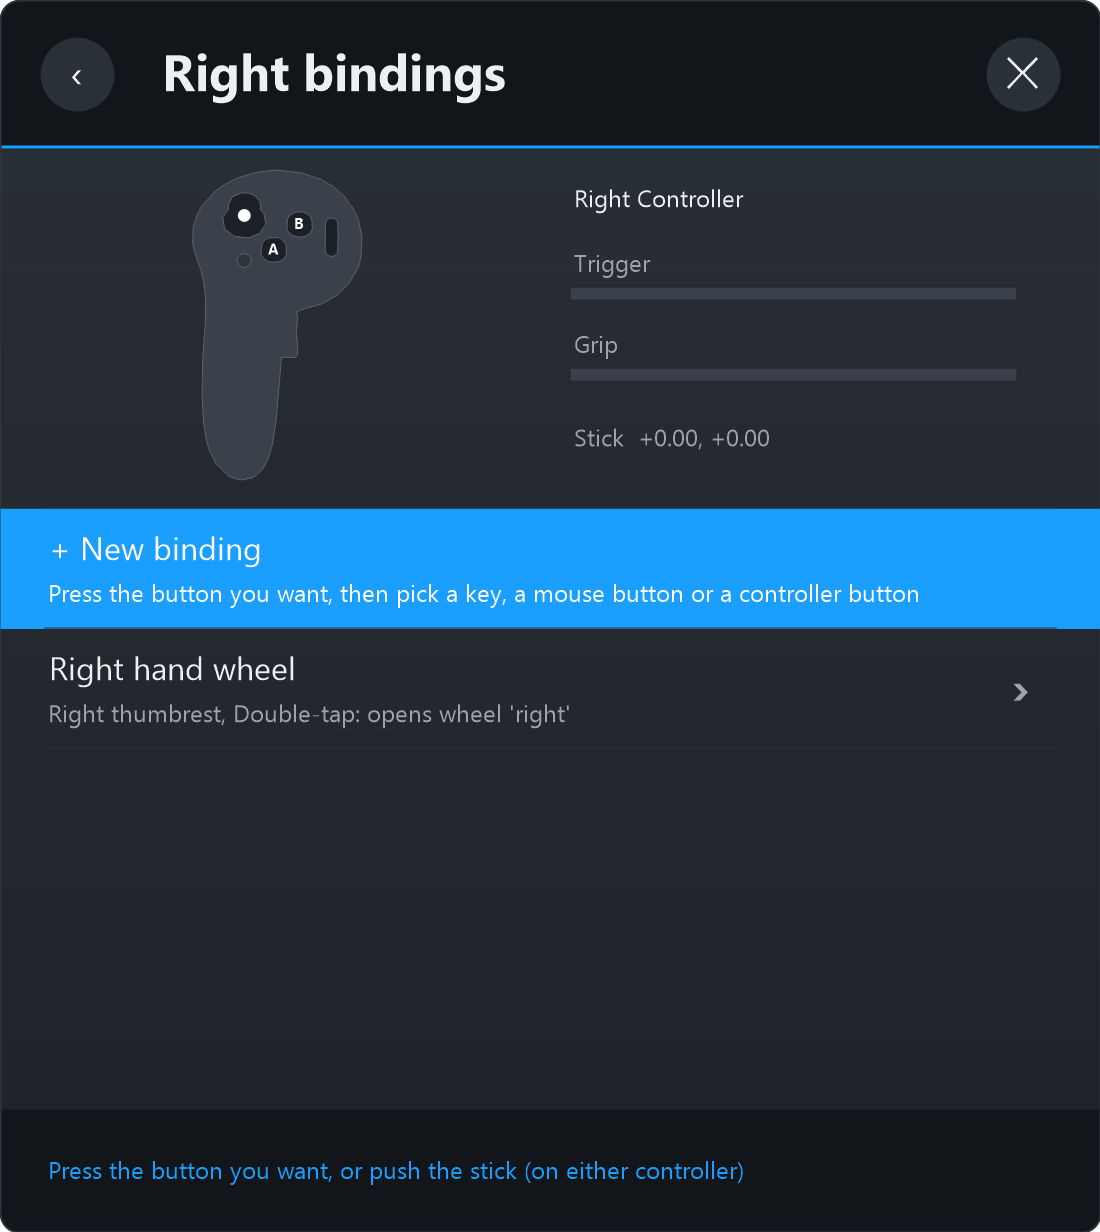 ‹ Right bindings
B
A
Right Controller
Trigger
Grip
Stick +0.00, +0.00
+ New binding
Press the button you want, then pick a key, a mouse button or a controller button
Right hand wheel
Right thumbrest, Double-tap: opens wheel 'right'
Press the button you want, or push the stick (on either controller)